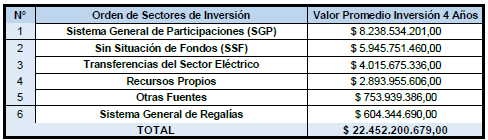 N° Orden de Sectores de Inversión Valor Promedio Inversión 4 Años
1 Sistema General de Participaciones (SGP) $ 8.238.534.201,00
2 Sin Situación de Fondos (SSF) $ 5.945.751.460,00
3 Transferencias del Sector Eléctrico $ 4.015.675.336,00
4 Recursos Propios $ 2.893.955.606,00
5 Otras Fuentes $ 753.939.386,00
6 Sistema General de Regalías $ 604.344.690,00
TOTAL $ 22.452.200.679,00